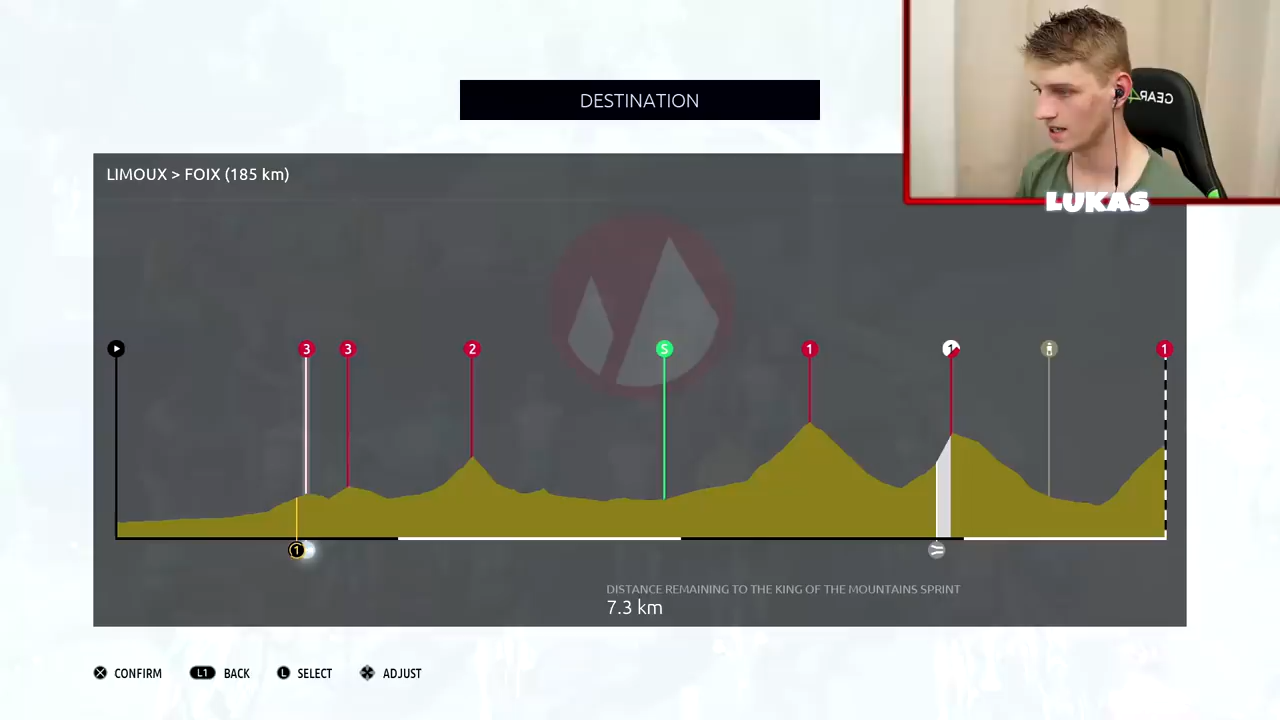 DESTINATION
GEAR4
LIMOUX > FOIX (185 km)
LUKAS
3
3
2
S
1
1
1
1
DISTANCE REMAINING TO THE KING OF THE MOUNTAINS SPRINT
7.3 km
CONFIRM
L1 BACK
L SELECT
ADJUST